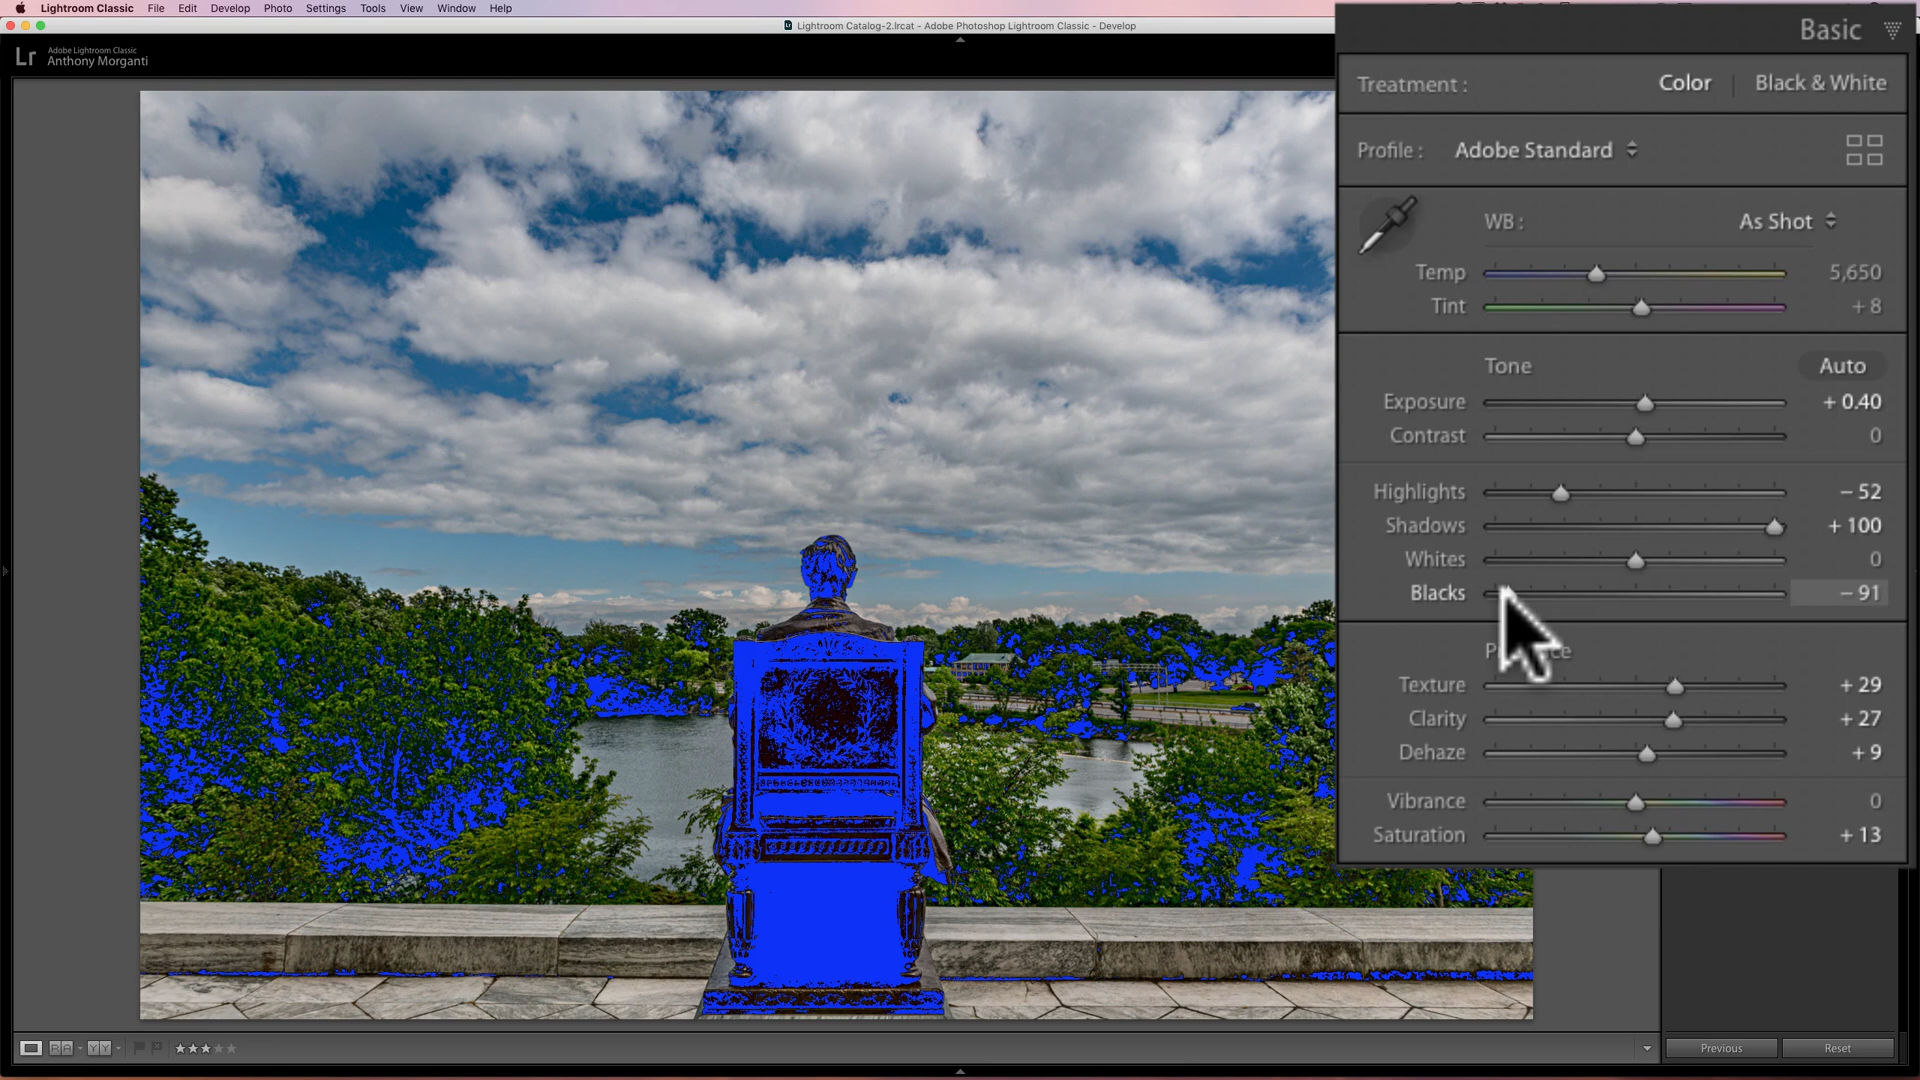 Lightroom Classic File Edit Develop Photo Settings Tools View Window Help
Lightroom Catalog-2.lrcat - Adobe Photoshop Lightroom Classic - Develop
Lr
Adobe Lightroom Classic
Anthony Morganti
Basic
Treatment : Color Black & White
Profile : Adobe Standard
WB : As Shot
Temp 5,650
Tint + 8
Tone Auto
Exposure + 0.40
Contrast 0
Highlights – 52
Shadows + 100
Whites 0
Blacks – 91
Texture + 29
Clarity + 27
Dehaze + 9
Vibrance 0
Saturation + 13
RA YY
Previous Reset